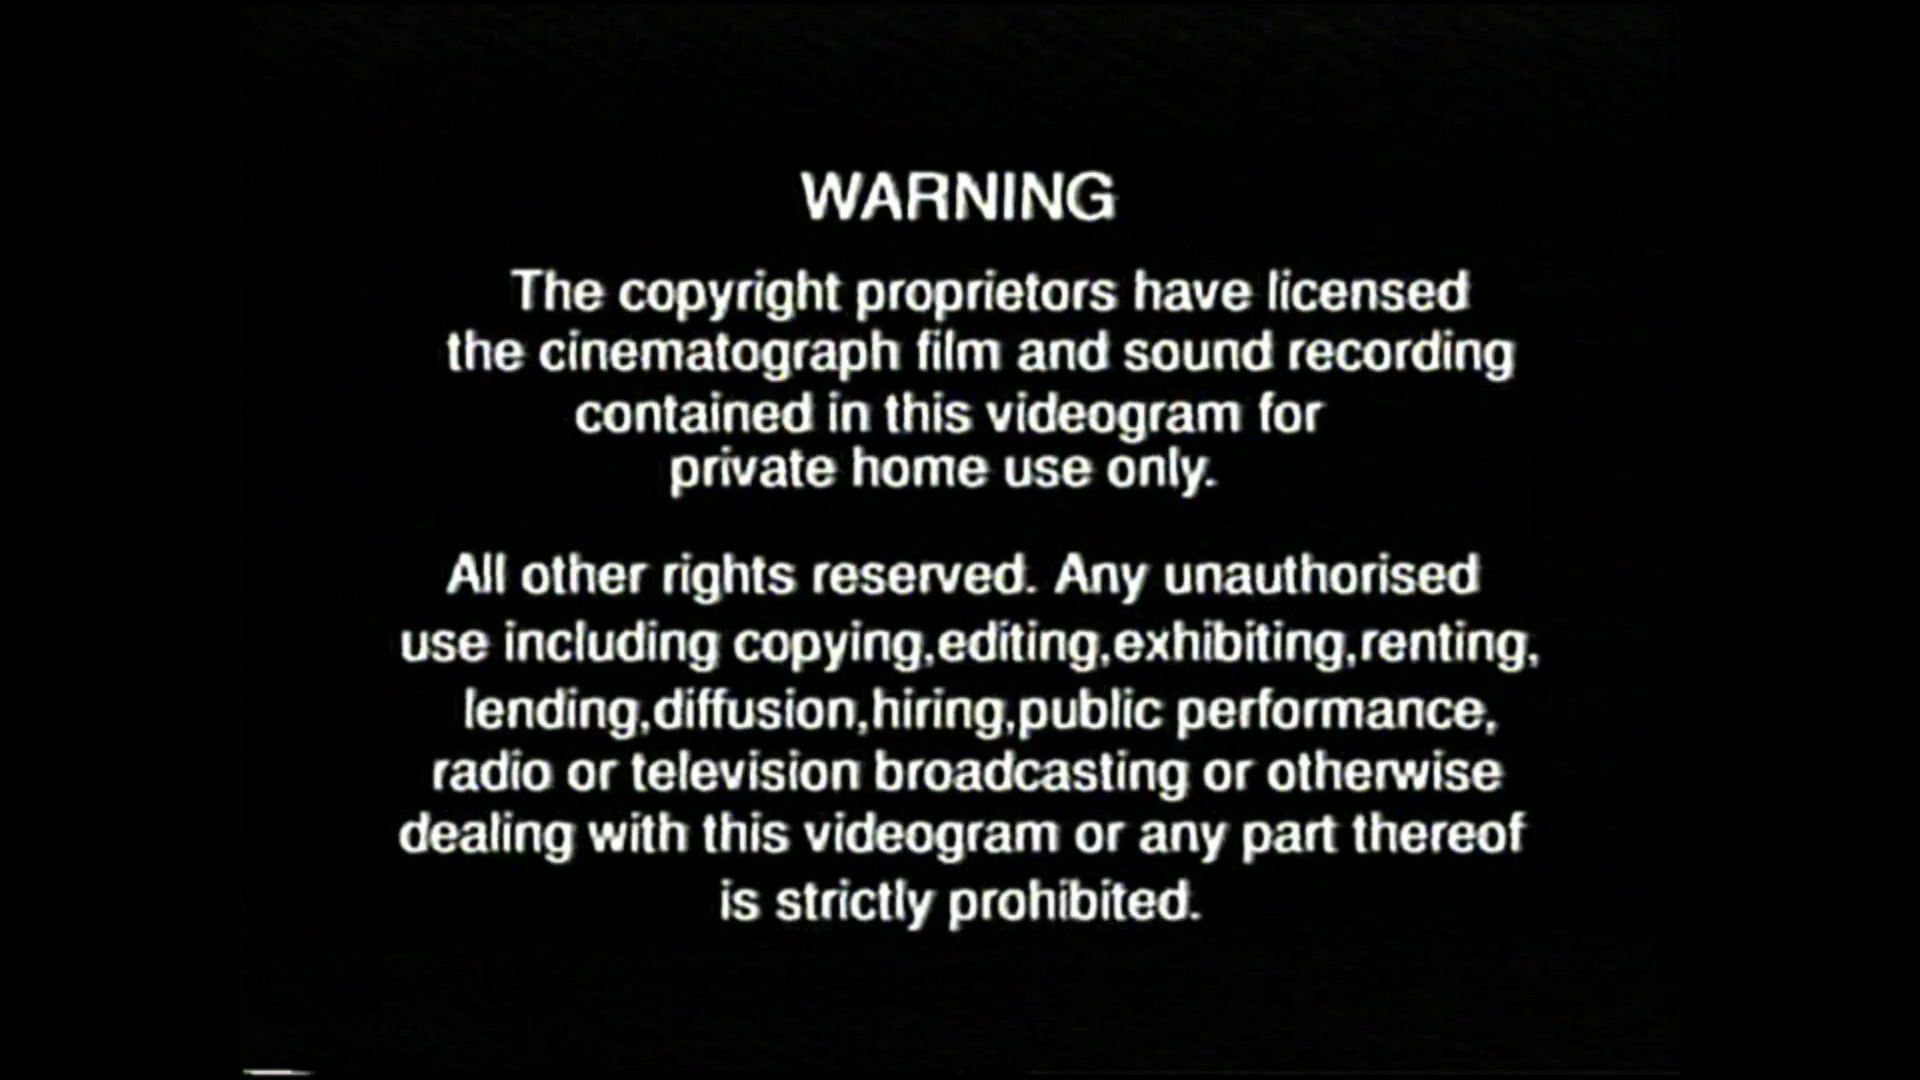 WARNING
The copyright proprietors have licensed
the cinematograph film and sound recording
contained in this videogram for
private home use only.
All other rights reserved. Any unauthorised
use including copying,editing,exhibiting,renting,
lending,diffusion,hiring,public performance,
radio or television broadcasting or otherwise
dealing with this videogram or any part thereof
is strictly prohibited.